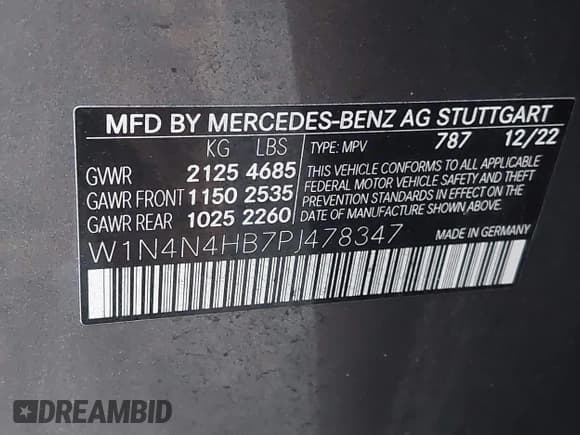 MFD BY MERCEDES-BENZ AG STUTTGART
KG LBS TYPE: MPV 787 12/22
GVWR 2125 4685
GAWR FRONT 1150 2535
GAWR REAR 1025 2260
THIS VEHICLE CONFORMS TO ALL APPLICABLE
FEDERAL MOTOR VEHICLE SAFETY AND THEFT
PREVENTION STANDARDS IN EFFECT ON THE
DATE OF MANUFACTURE SHOWN ABOVE.
W1N4N4HB7PJ478347
MADE IN GERMANY
DREAMBID